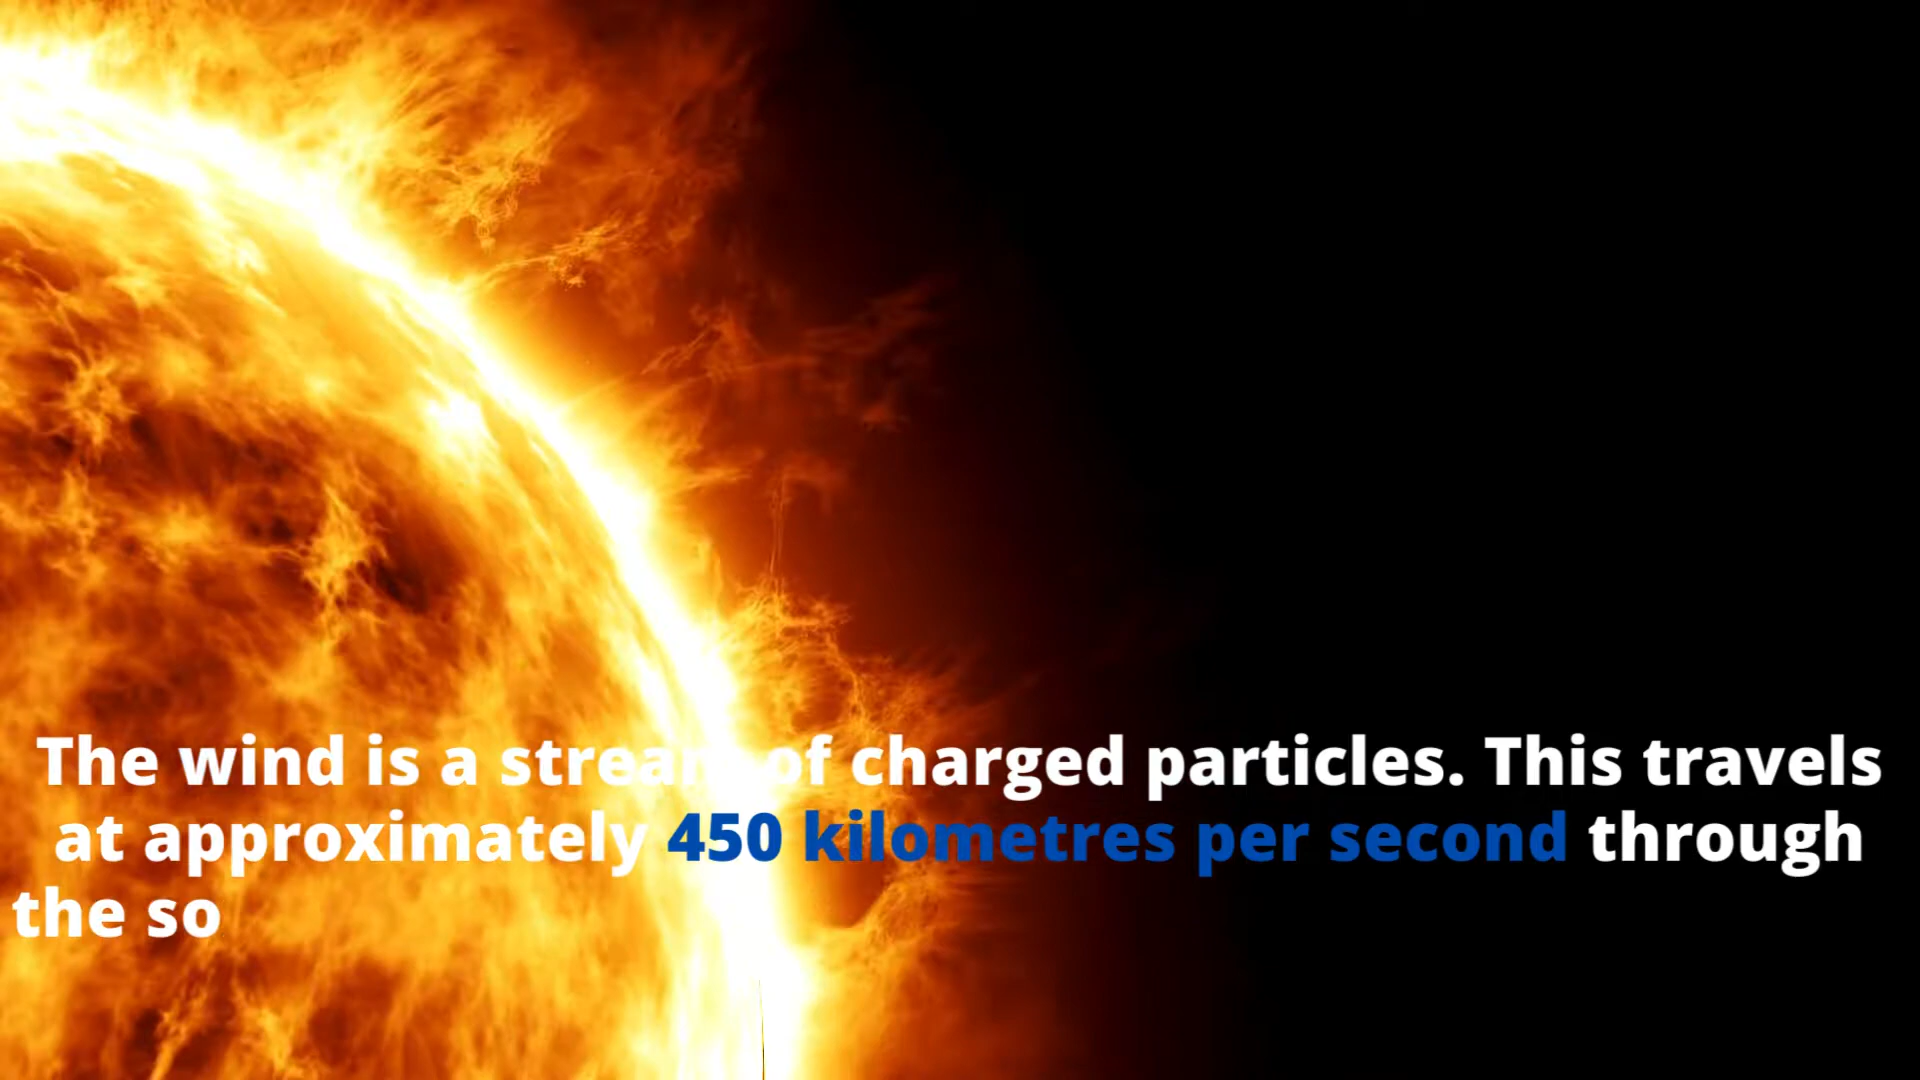 The wind is a stream of charged particles. This travels
at approximately 450 kilometres per second through
the so